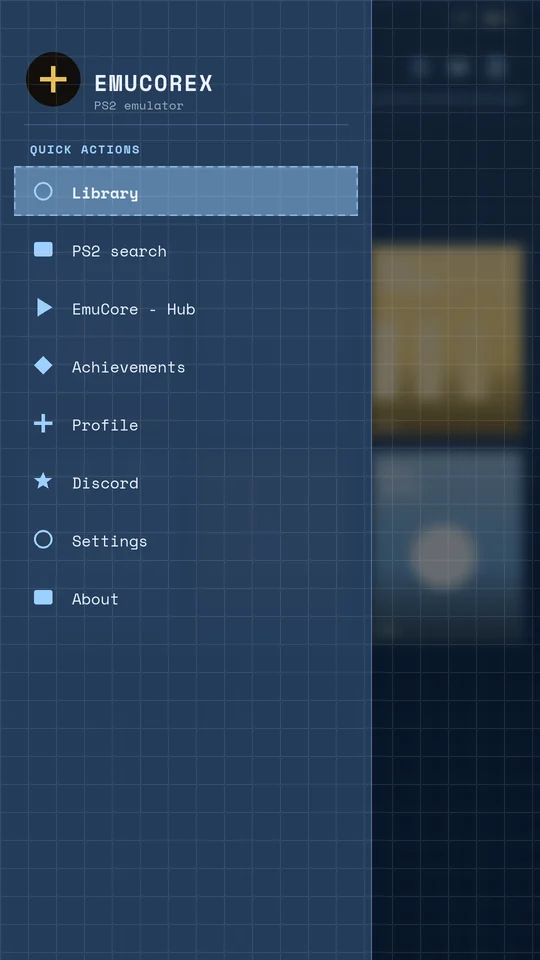 EMUCOREX
PS2 emulator
QUICK ACTIONS
Library
PS2 search
EmuCore - Hub
Achievements
Profile
Discord
Settings
About